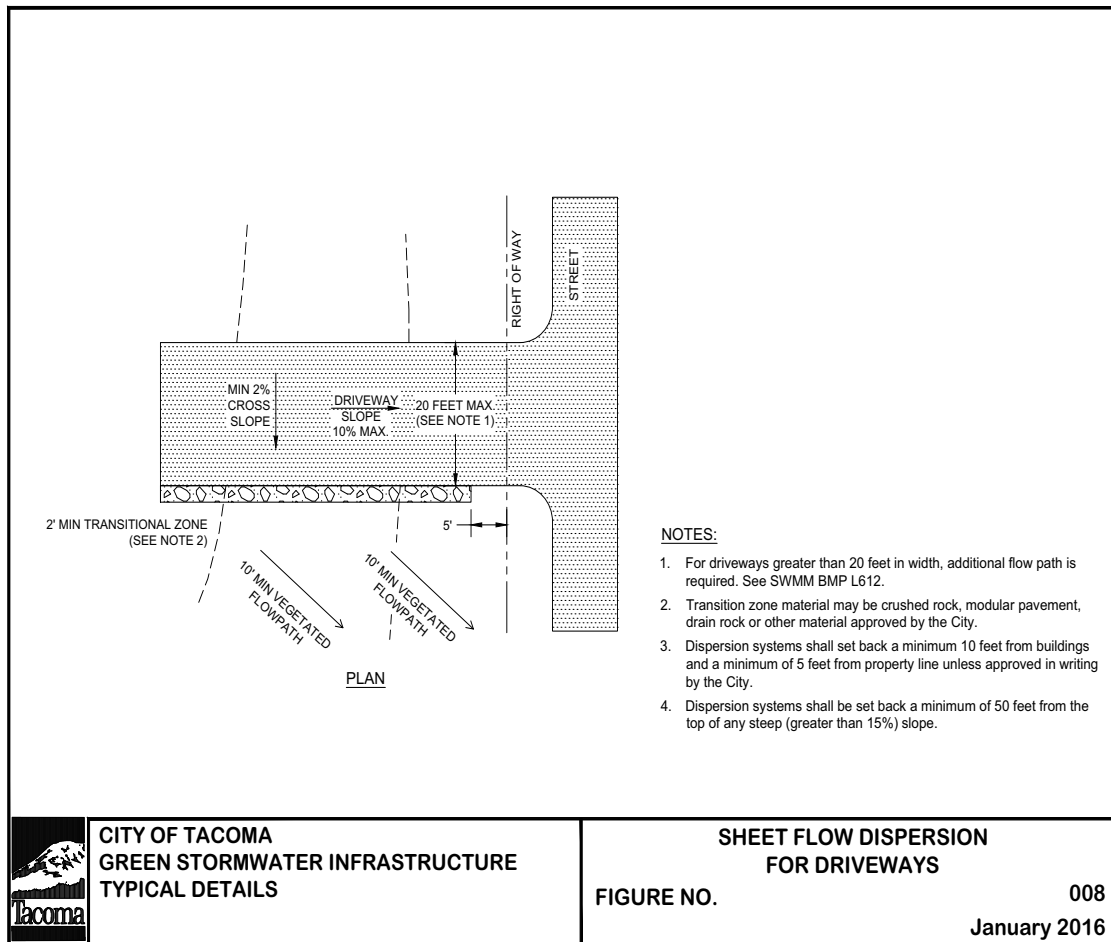 RIGHT OF WAY
STREET
MIN 2%
CROSS
SLOPE
DRIVEWAY
SLOPE
10% MAX.
20 FEET MAX.
(SEE NOTE 1)
2' MIN TRANSITIONAL ZONE
(SEE NOTE 2)
5'
10' MIN VEGETATED
FLOWPATH
10' MIN VEGETATED
FLOWPATH
PLAN
NOTES:
1. For driveways greater than 20 feet in width, additional flow path is
required. See SWMM BMP L612.
2. Transition zone material may be crushed rock, modular pavement,
drain rock or other material approved by the City.
3. Dispersion systems shall set back a minimum 10 feet from buildings
and a minimum of 5 feet from property line unless approved in writing
by the City.
4. Dispersion systems shall be set back a minimum of 50 feet from the
top of any steep (greater than 15%) slope.
Tacoma
CITY OF TACOMA
GREEN STORMWATER INFRASTRUCTURE
TYPICAL DETAILS
SHEET FLOW DISPERSION
FOR DRIVEWAYS
FIGURE NO. 008
January 2016